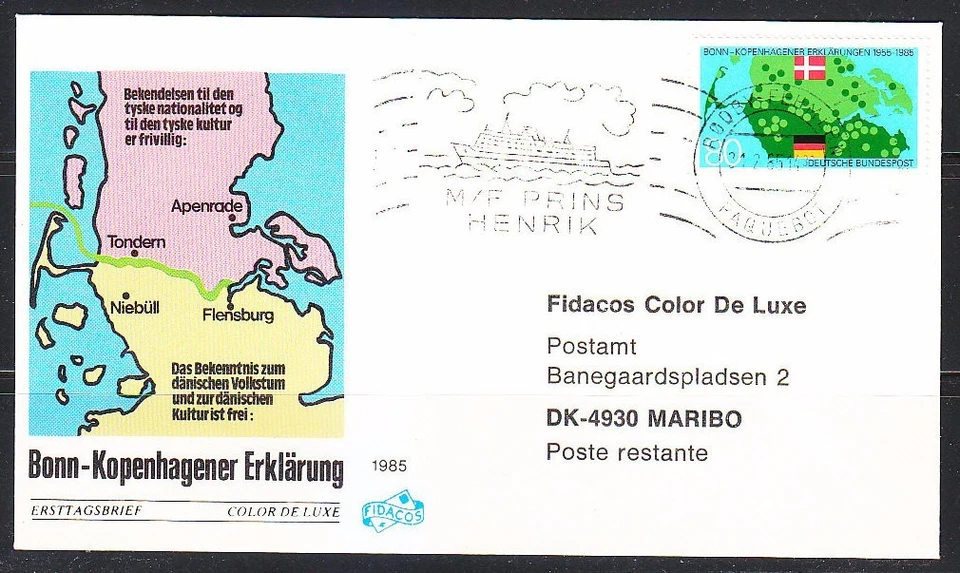 BONN-KOPENHAGENER ERKLÄRUNGEN 1955-1985
80
DEUTSCHE BUNDESPOST
M/F PRINS
HENRIK
PAQUEBOT
Bekendelsen til den
tyske nationalitet og
til den tyske kultur
er frivillig:
Apenrade
Tondern
Niebüll
Flensburg
Das Bekenntnis zum
dänischen Volkstum
und zur dänischen
Kultur ist frei:
Bonn-Kopenhagener Erklärung
1985
ERSTTAGSBRIEF COLOR DE LUXE
FIDACOS
Fidacos Color De Luxe
Postamt
Banegaardspladsen 2
DK-4930 MARIBO
Poste restante